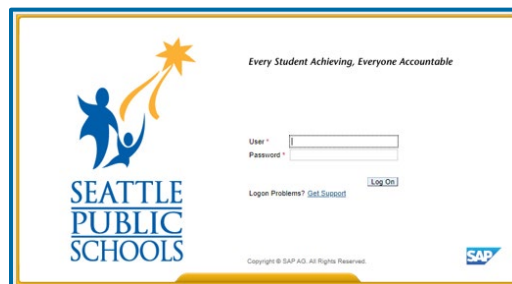 Every Student Achieving, Everyone Accountable
User *
Password *
Log On
Logon Problems? Get Support
SEATTLE
PUBLIC
SCHOOLS
Copyright © SAP AG. All Rights Reserved.
SAP